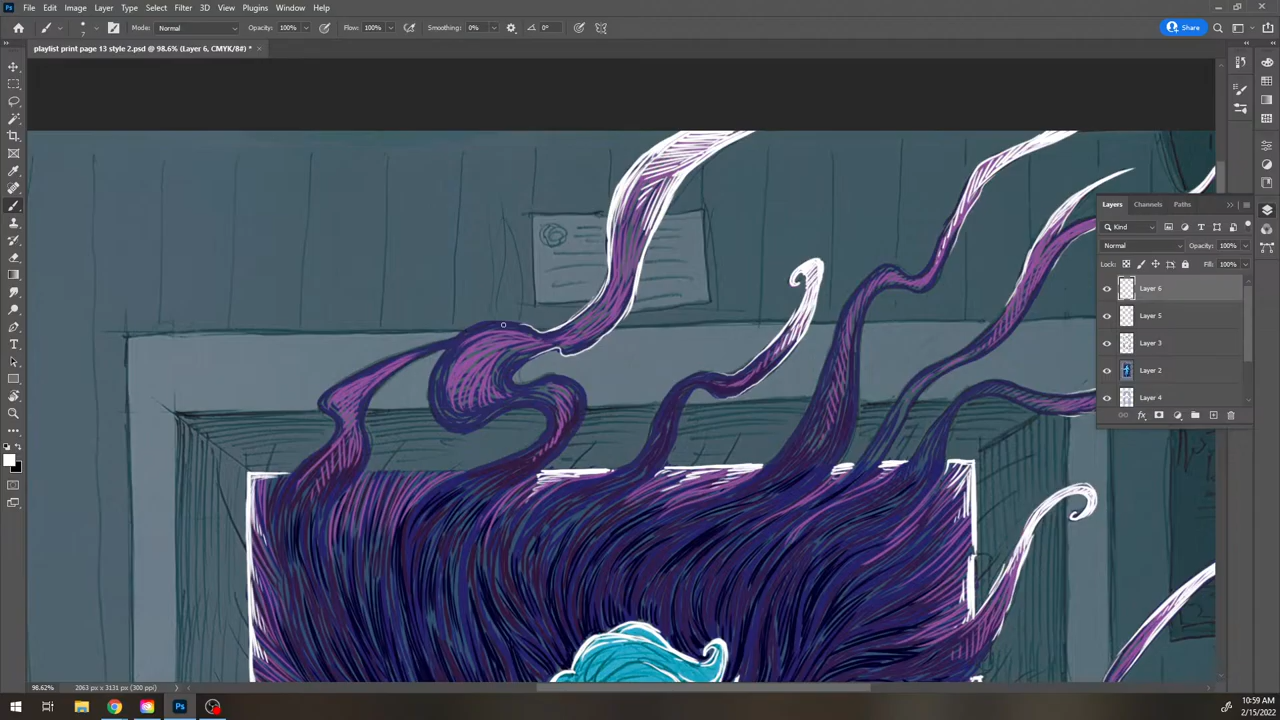 File Edit Image Layer Type Select Filter 3D View Plugins Window Help
7 Mode: Normal Opacity: 100% Flow: 100% Smoothing: 0% 0° Share
playlist print page 13 style 2.psd @ 98.6% (Layer 6, CMYK/8#) *
Layers Channels Paths
Kind
Normal Opacity: 100%
Lock: Fill: 100%
Layer 6
Layer 5
Layer 3
Layer 2
Layer 4
98.62% 2063 px x 3131 px (300 ppi)
10:59 AM
2/15/2022